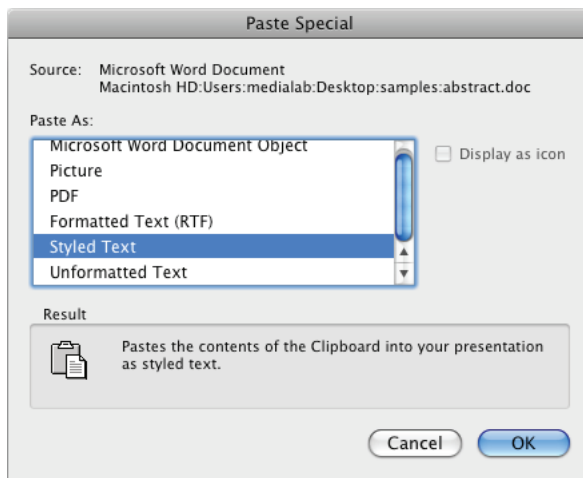 Paste Special
Source: Microsoft Word Document
Macintosh HD:Users:medialab:Desktop:samples:abstract.doc
Paste As:
Microsoft Word Document Object
Display as icon
Picture
PDF
Formatted Text (RTF)
Styled Text
Unformatted Text
Result
Pastes the contents of the Clipboard into your presentation
as styled text.
Cancel OK